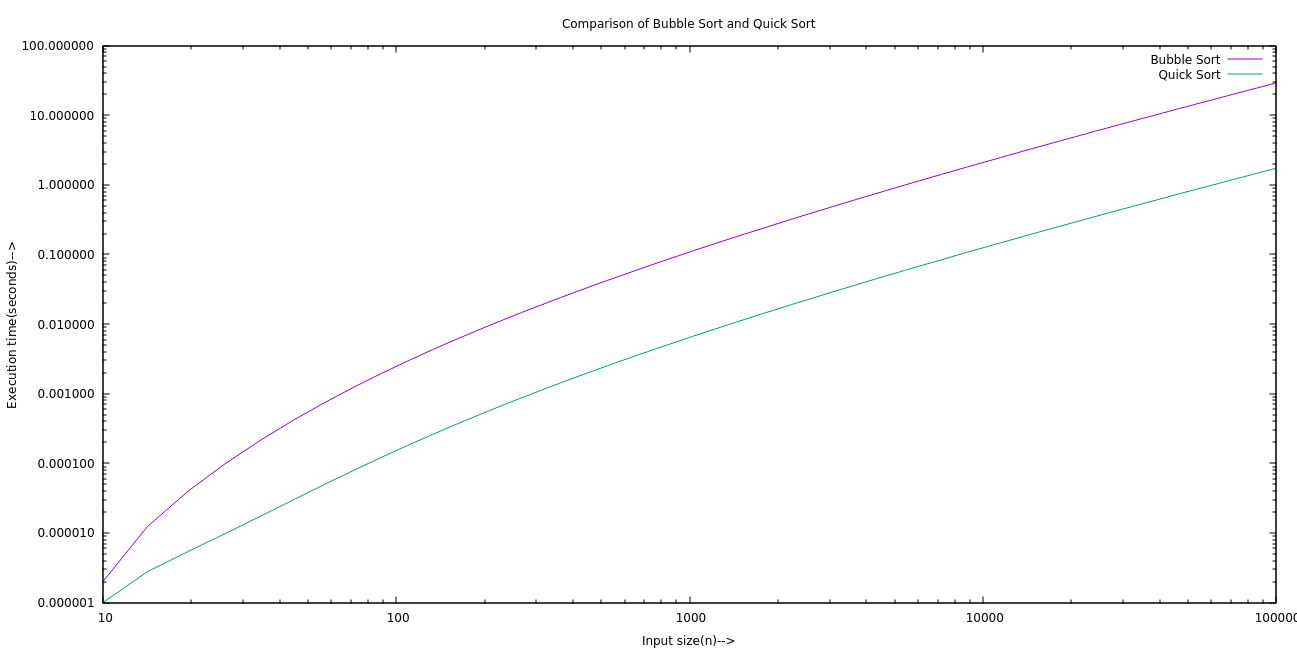 Comparison of Bubble Sort and Quick Sort
100.000000
10.000000
1.000000
0.100000
0.010000
0.001000
0.000100
0.000010
0.000001
Execution time(seconds)-->
Bubble Sort
Quick Sort
10
100
1000
10000
100000
Input size(n)-->